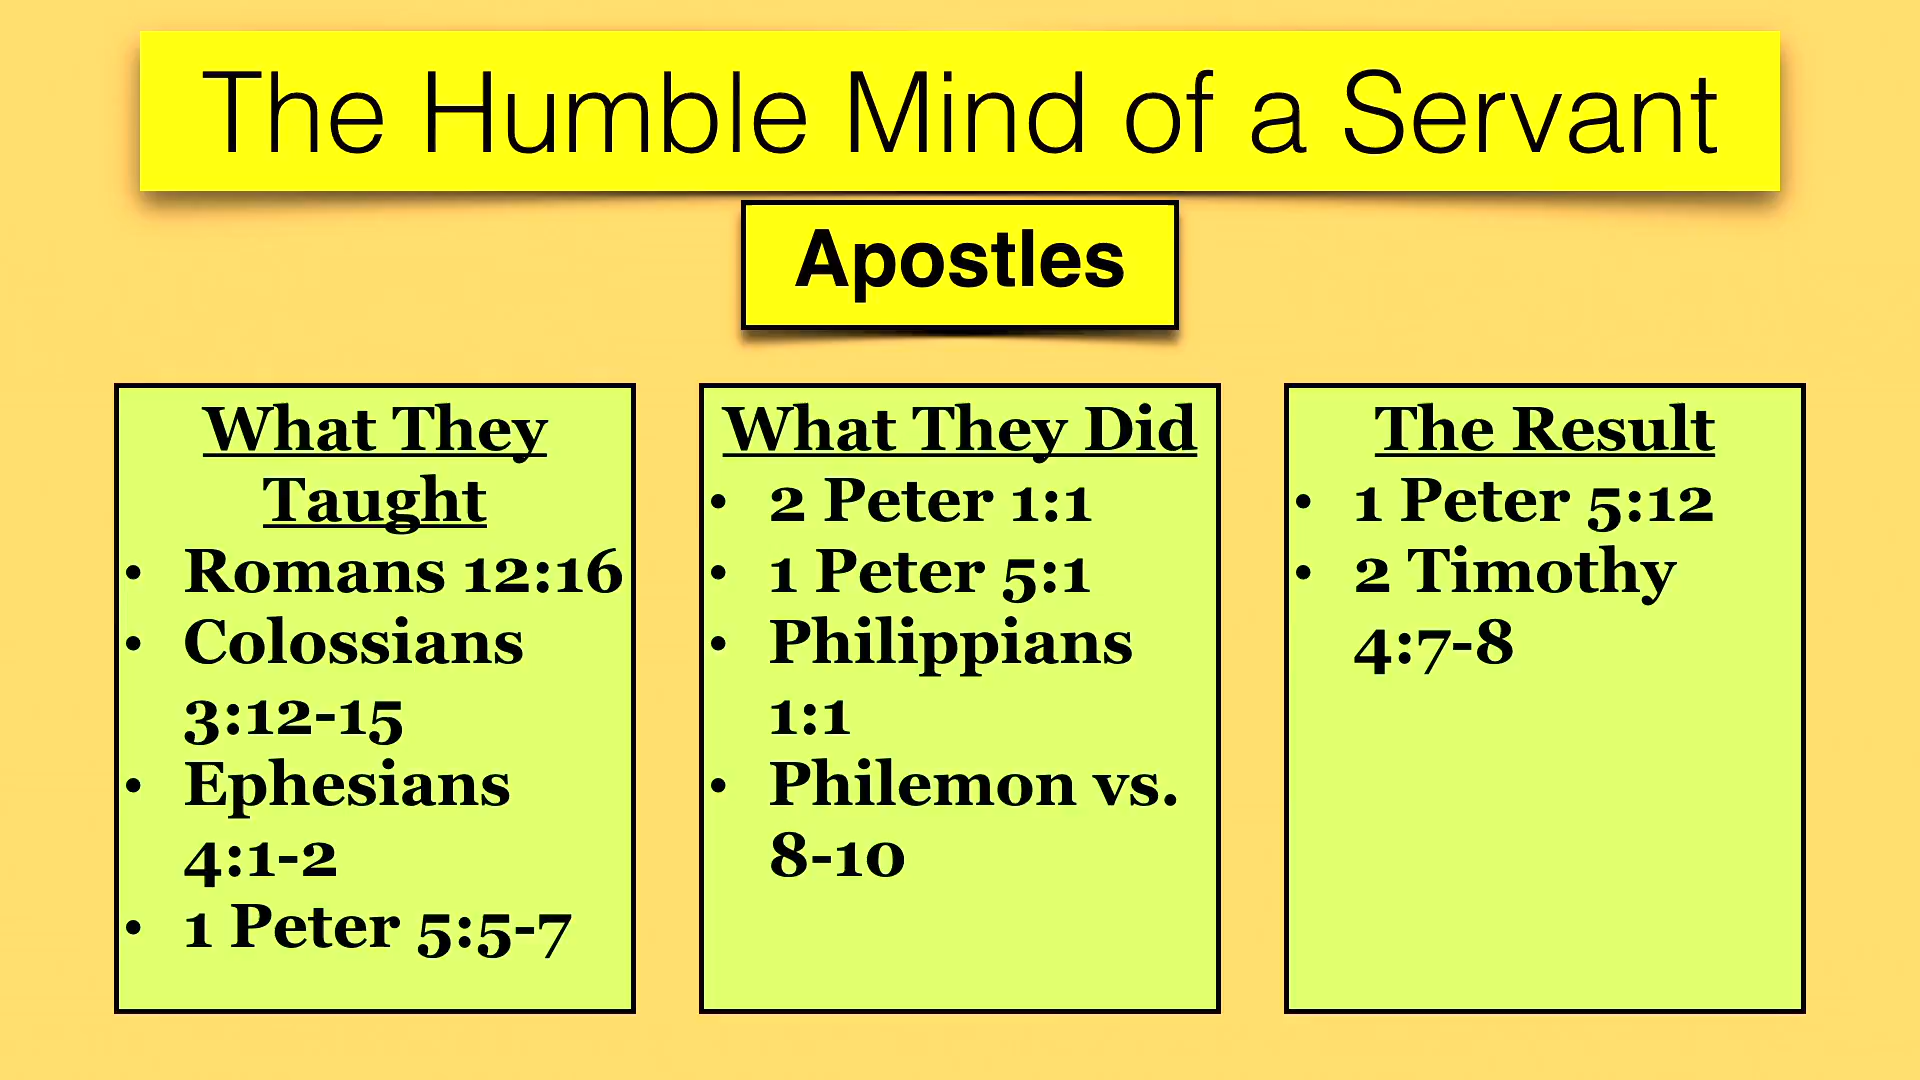 The Humble Mind of a Servant
Apostles
What They
Taught
• Romans 12:16
• Colossians
3:12-15
• Ephesians
4:1-2
• 1 Peter 5:5-7
What They Did
• 2 Peter 1:1
• 1 Peter 5:1
• Philippians
1:1
• Philemon vs.
8-10
The Result
• 1 Peter 5:12
• 2 Timothy
4:7-8